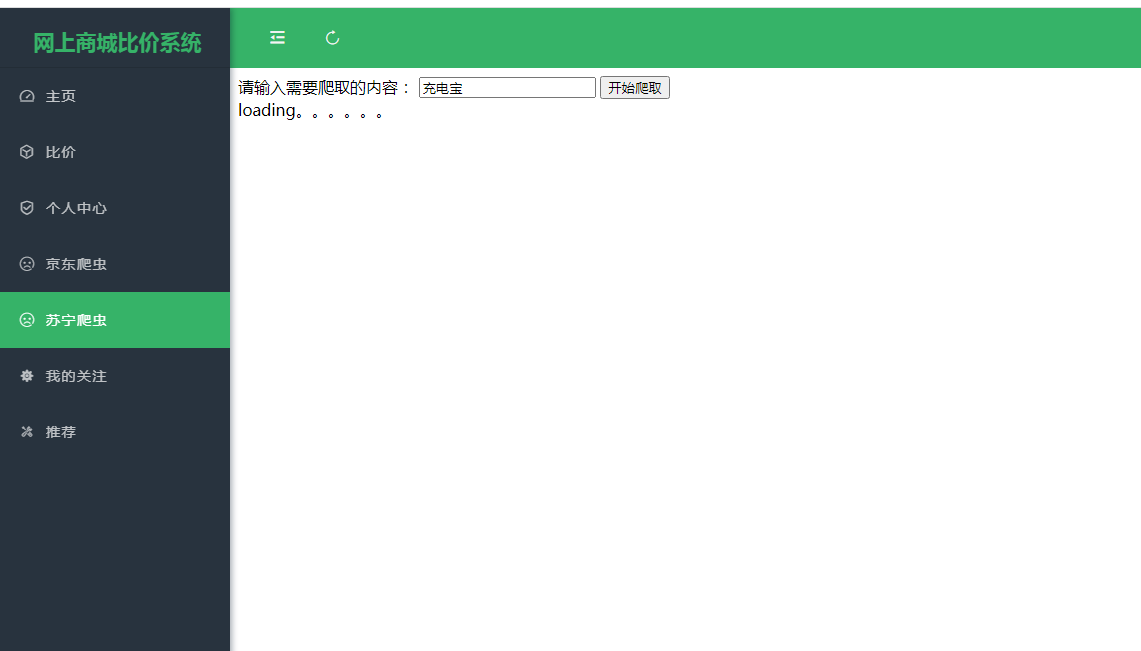 网上商城比价系统
主页
比价
个人中心
京东爬虫
苏宁爬虫
我的关注
推荐
请输入需要爬取的内容： 充电宝 开始爬取
loading。。。。。。